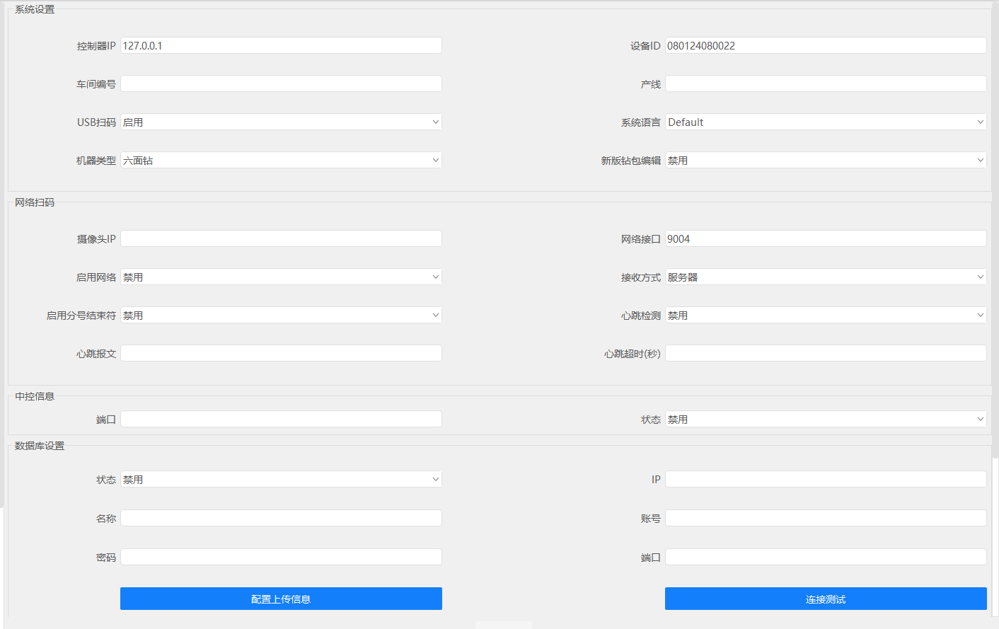 系统设置
控制器IP 127.0.0.1 设备ID 080124080022
车间编号 产线
USB扫码 启用 系统语言 Default
机器类型 六面钻 新版钻包编辑 禁用
网络扫码
摄像头IP 网络接口 9004
启用网络 禁用 接收方式 服务器
启用分号结束符 禁用 心跳检测 禁用
心跳报文 心跳超时(秒)
中控信息
端口 状态 禁用
数据库设置
状态 禁用 IP
名称 账号
密码 端口
配置上传信息 连接测试